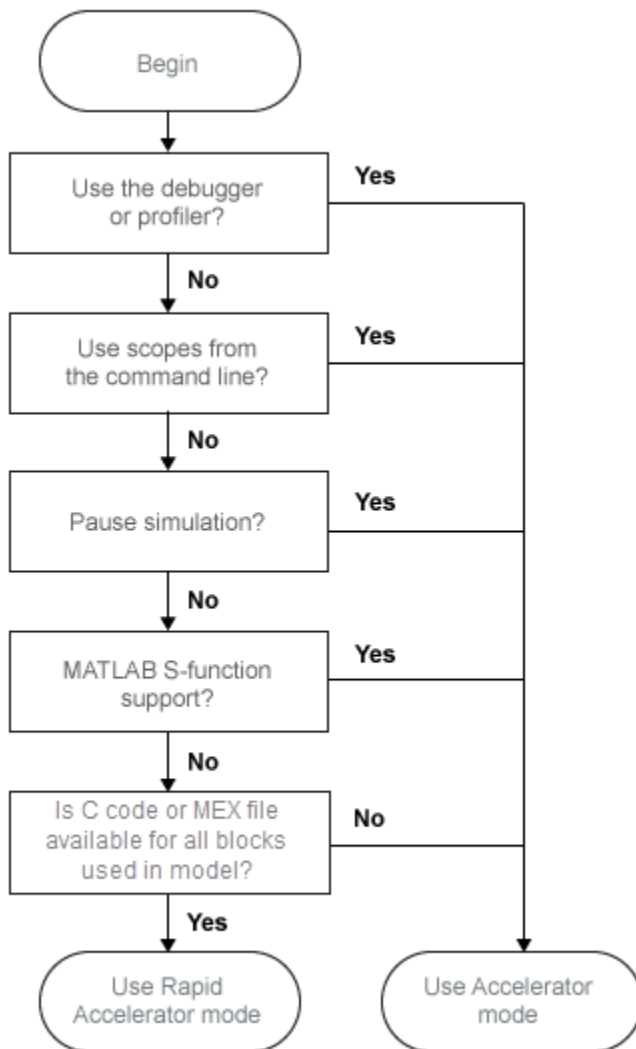 Begin
Use the debugger
or profiler?
Yes
No
Use scopes from
the command line?
Yes
No
Pause simulation?
Yes
No
MATLAB S-function
support?
Yes
No
Is C code or MEX file
available for all blocks
used in model?
No
Yes
Use Rapid
Accelerator mode
Use Accelerator
mode